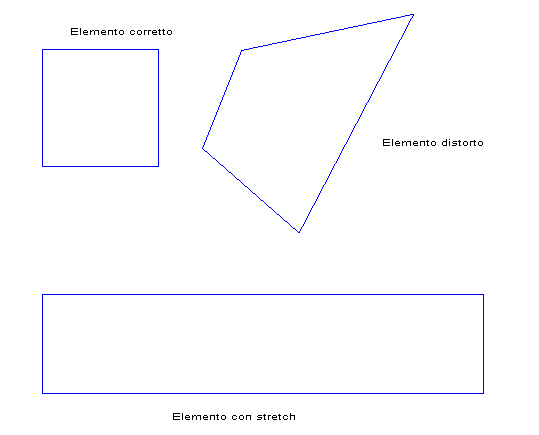 Elemento corretto
Elemento distorto
Elemento con stretch